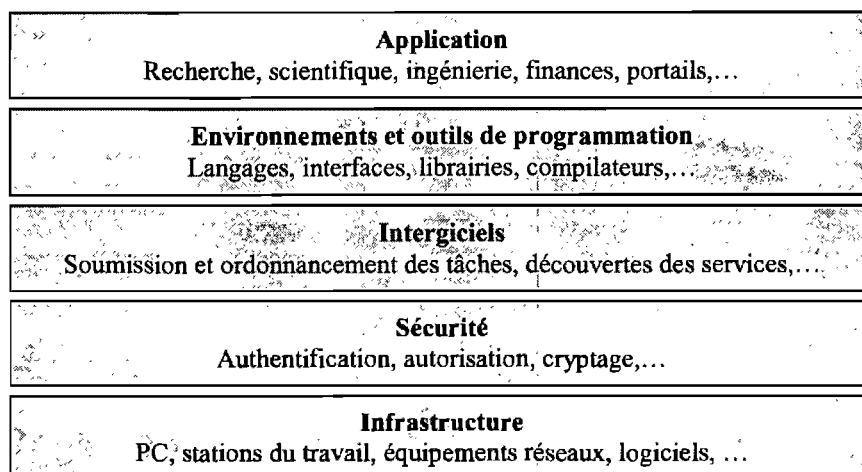 Application
Recherche, scientifique, ingénierie, finances, portails,...
Environnements et outils de programmation
Langages, interfaces, librairies, compilateurs,...
Intergiciels
Soumission et ordonnancement des tâches, découvertes des services,...
Sécurité
Authentification, autorisation, cryptage,...
Infrastructure
PC, stations du travail, équipements réseaux, logiciels, ...